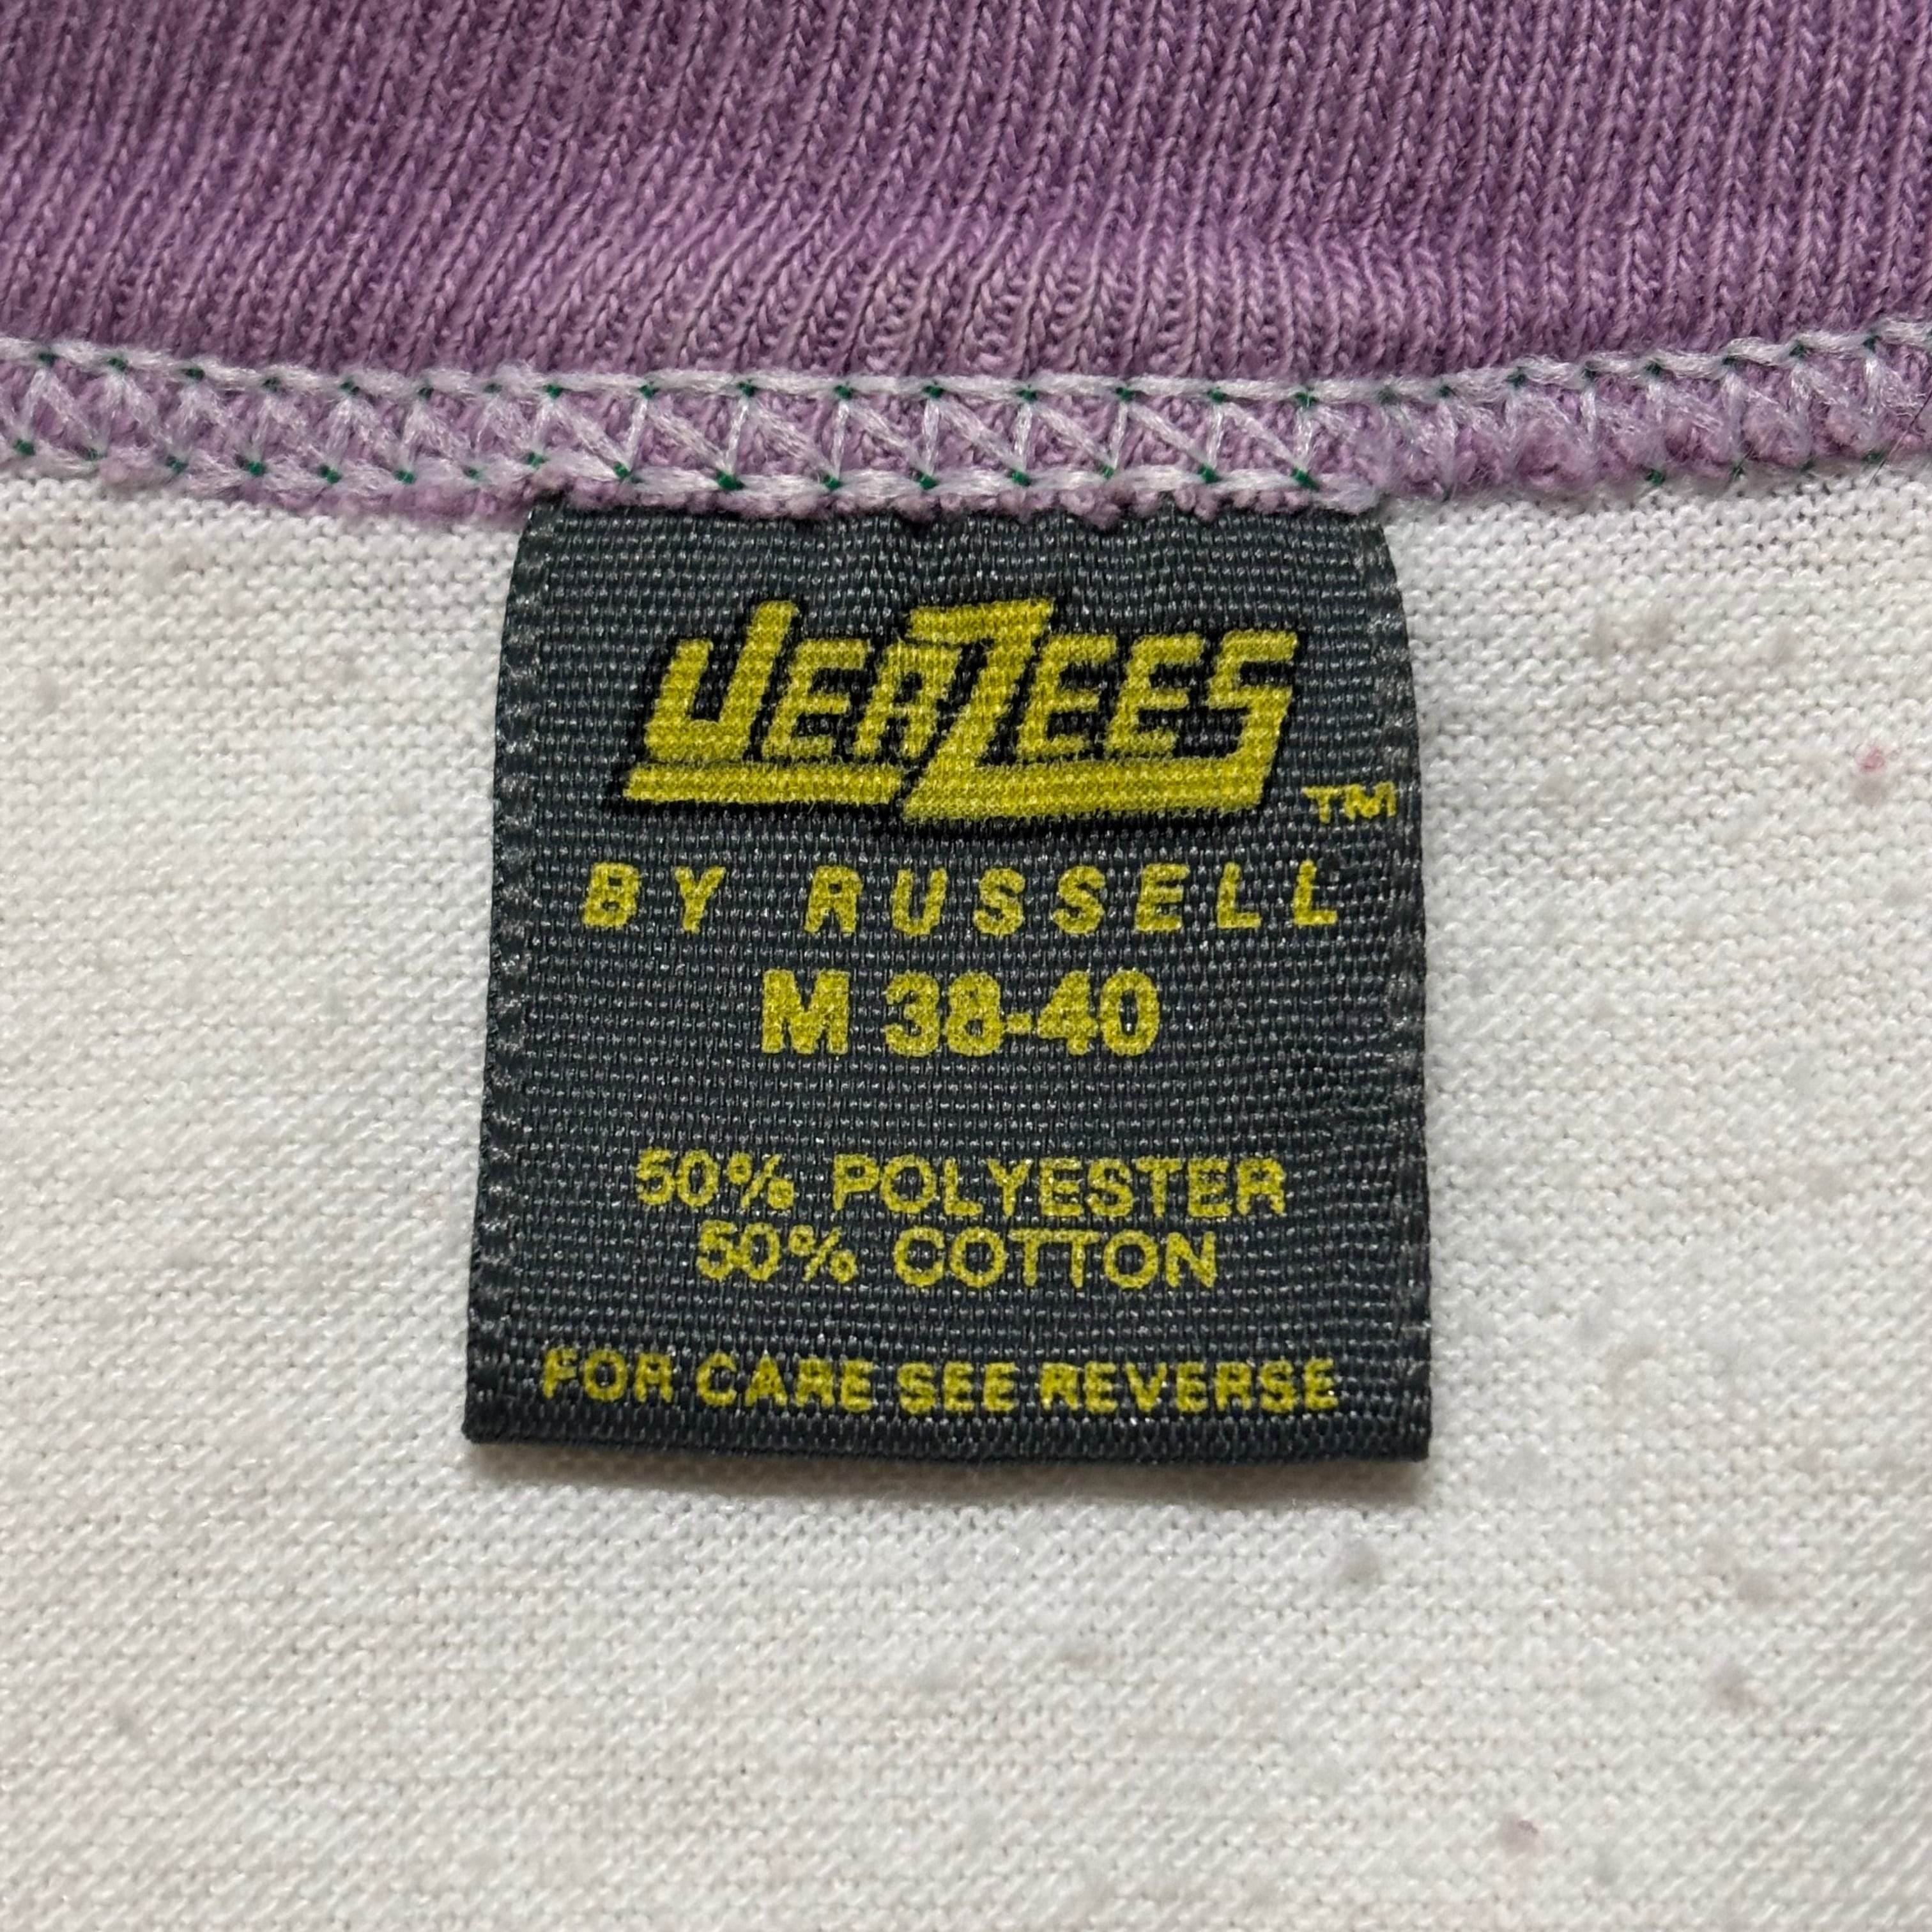 JERZEES TM
BY RUSSELL
M 38-40
50% POLYESTER
50% COTTON
FOR CARE SEE REVERSE